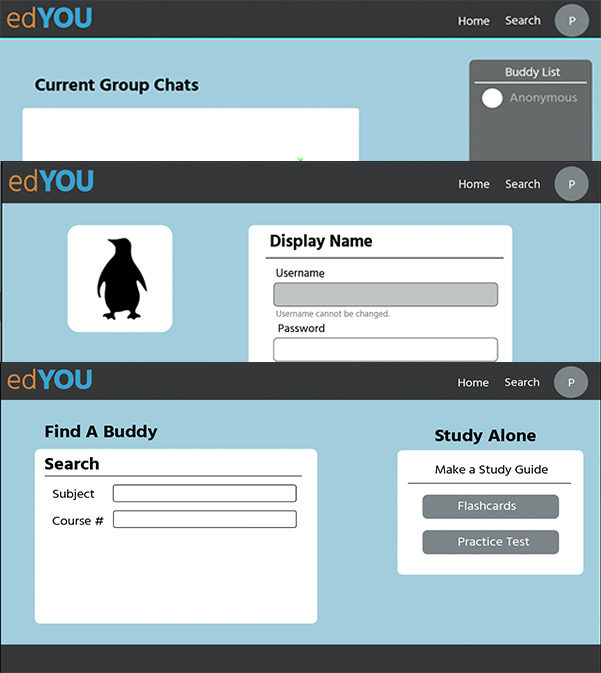 edYOU Home Search P
Buddy List
Current Group Chats
Anonymous
edYOU Home Search P
Display Name
Username
Username cannot be changed.
Password
edYOU Home Search P
Find A Buddy
Search
Subject
Course #
Study Alone
Make a Study Guide
Flashcards
Practice Test